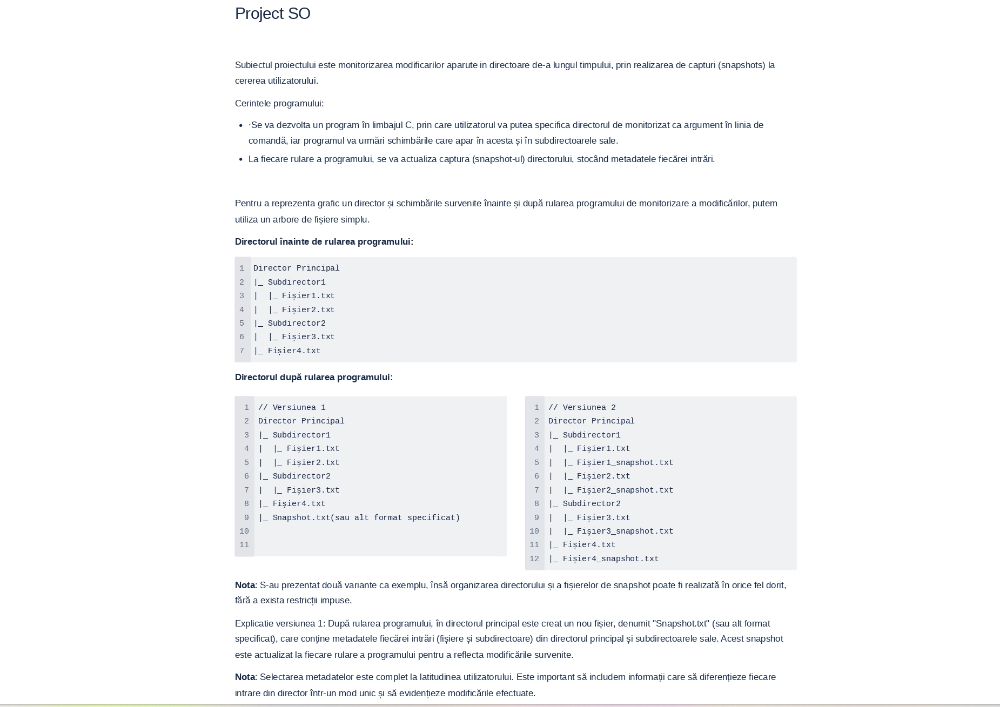 Project SO
Subiectul proiectului este monitorizarea modificarilor aparute in directoare de-a lungul timpului, prin realizarea de capturi (snapshots) la
cererea utilizatorului.
Cerintele programului:
• ·Se va dezvolta un program în limbajul C, prin care utilizatorul va putea specifica directorul de monitorizat ca argument în linia de
comandă, iar programul va urmări schimbările care apar în acesta și în subdirectoarele sale.
• La fiecare rulare a programului, se va actualiza captura (snapshot-ul) directorului, stocând metadatele fiecărei intrări.
Pentru a reprezenta grafic un director și schimbările survenite înainte și după rularea programului de monitorizare a modificărilor, putem
utiliza un arbore de fișiere simplu.
Directorul înainte de rularea programului:
1 Director Principal
2 |_ Subdirector1
3 |  |_ Fișier1.txt
4 |  |_ Fișier2.txt
5 |_ Subdirector2
6 |  |_ Fișier3.txt
7 |_ Fișier4.txt
Directorul după rularea programului:
1 // Versiunea 1
2 Director Principal
3 |_ Subdirector1
4 |  |_ Fișier1.txt
5 |  |_ Fișier2.txt
6 |_ Subdirector2
7 |  |_ Fișier3.txt
8 |_ Fișier4.txt
9 |_ Snapshot.txt(sau alt format specificat)
10
11
1 // Versiunea 2
2 Director Principal
3 |_ Subdirector1
4 |  |_ Fișier1.txt
5 |  |_ Fișier1_snapshot.txt
6 |  |_ Fișier2.txt
7 |  |_ Fișier2_snapshot.txt
8 |_ Subdirector2
9 |  |_ Fișier3.txt
10 |  |_ Fișier3_snapshot.txt
11 |_ Fișier4.txt
12 |_ Fișier4_snapshot.txt
Nota: S-au prezentat două variante ca exemplu, însă organizarea directorului și a fișierelor de snapshot poate fi realizată în orice fel dorit,
fără a exista restricții impuse.
Explicatie versiunea 1: După rularea programului, în directorul principal este creat un nou fișier, denumit "Snapshot.txt" (sau alt format
specificat), care conține metadatele fiecărei intrări (fișiere și subdirectoare) din directorul principal și subdirectoarele sale. Acest snapshot
este actualizat la fiecare rulare a programului pentru a reflecta modificările survenite.
Nota: Selectarea metadatelor este complet la latitudinea utilizatorului. Este important să includem informații care să diferențieze fiecare
intrare din director într-un mod unic și să evidențieze modificările efectuate.